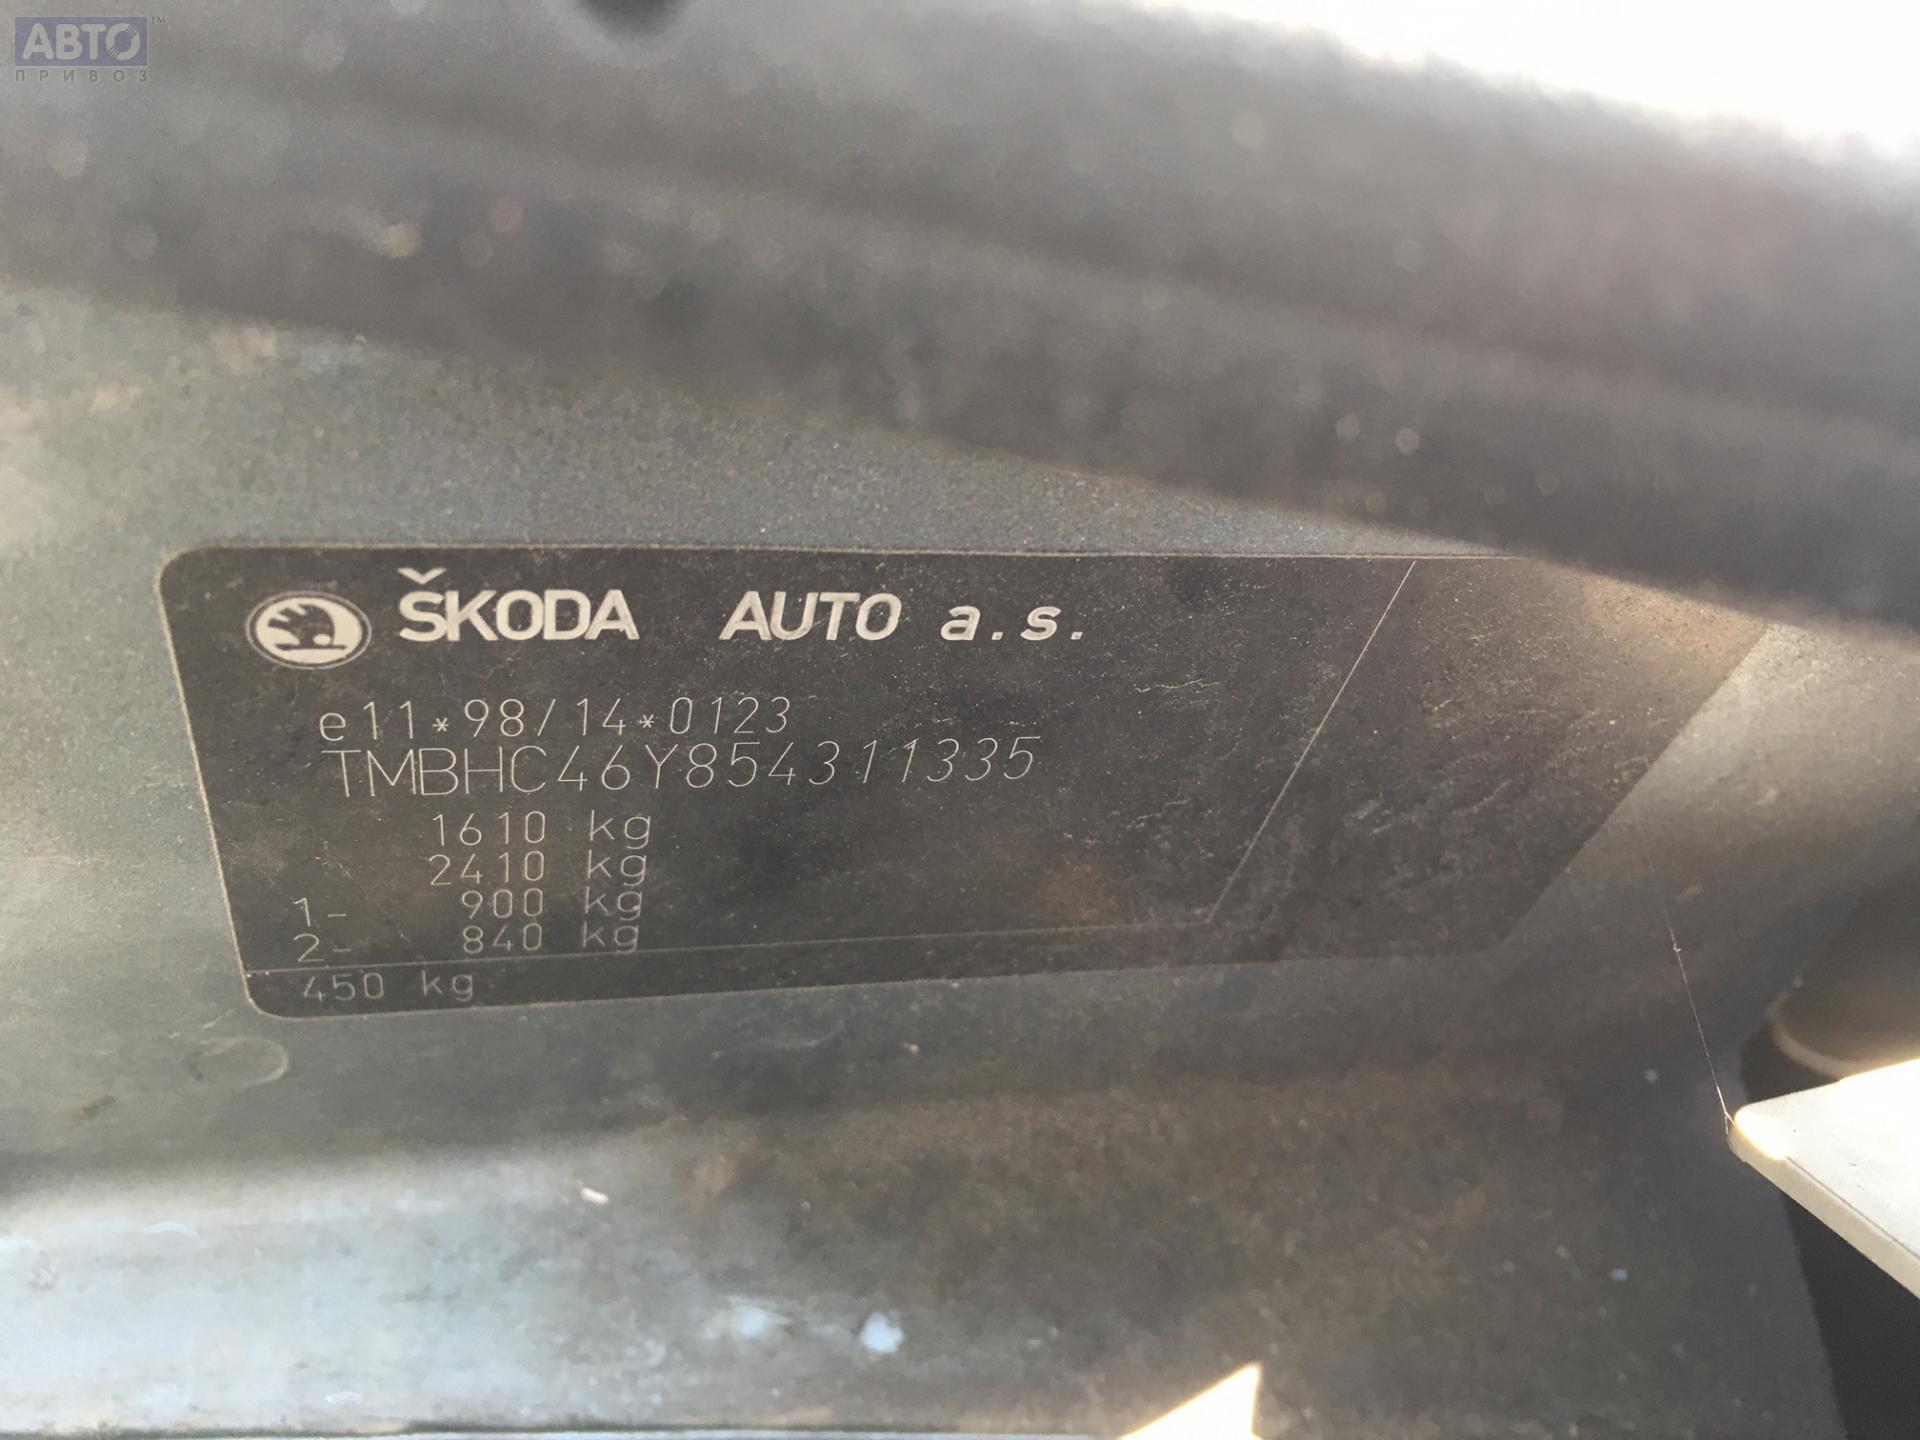 АВТО™
ПРИВОЗ
ŠKODA AUTO a.s.
e11*98/14*0123
TMBHC46Y854311335
1610 kg
2410 kg
1- 900 kg
2- 840 kg
450 kg